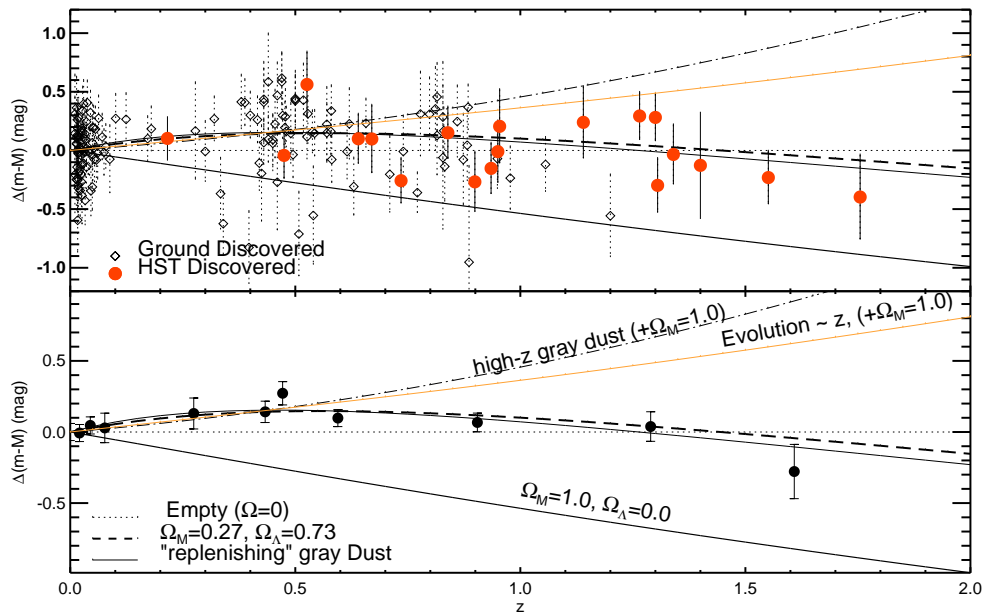 1.0
0.5
0.0
-0.5
-1.0
Δ(m-M) (mag)
Ground Discovered
HST Discovered
0.5
0.0
-0.5
Δ(m-M) (mag)
high-z gray dust (+Ω_M=1.0)
Evolution ~ z, (+Ω_M=1.0)
Ω_M=1.0, Ω_Λ=0.0
Empty (Ω=0)
Ω_M=0.27, Ω_Λ=0.73
"replenishing" gray Dust
0.0 0.5 1.0 1.5 2.0
z